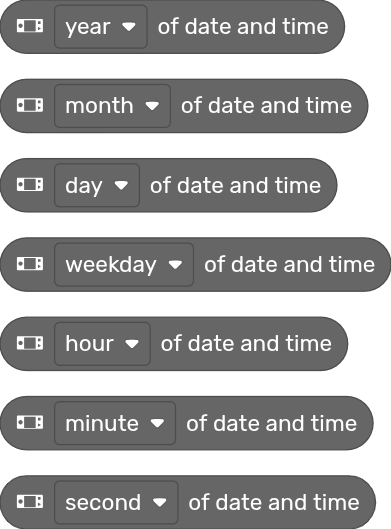 year of date and time
month of date and time
day of date and time
weekday of date and time
hour of date and time
minute of date and time
second of date and time